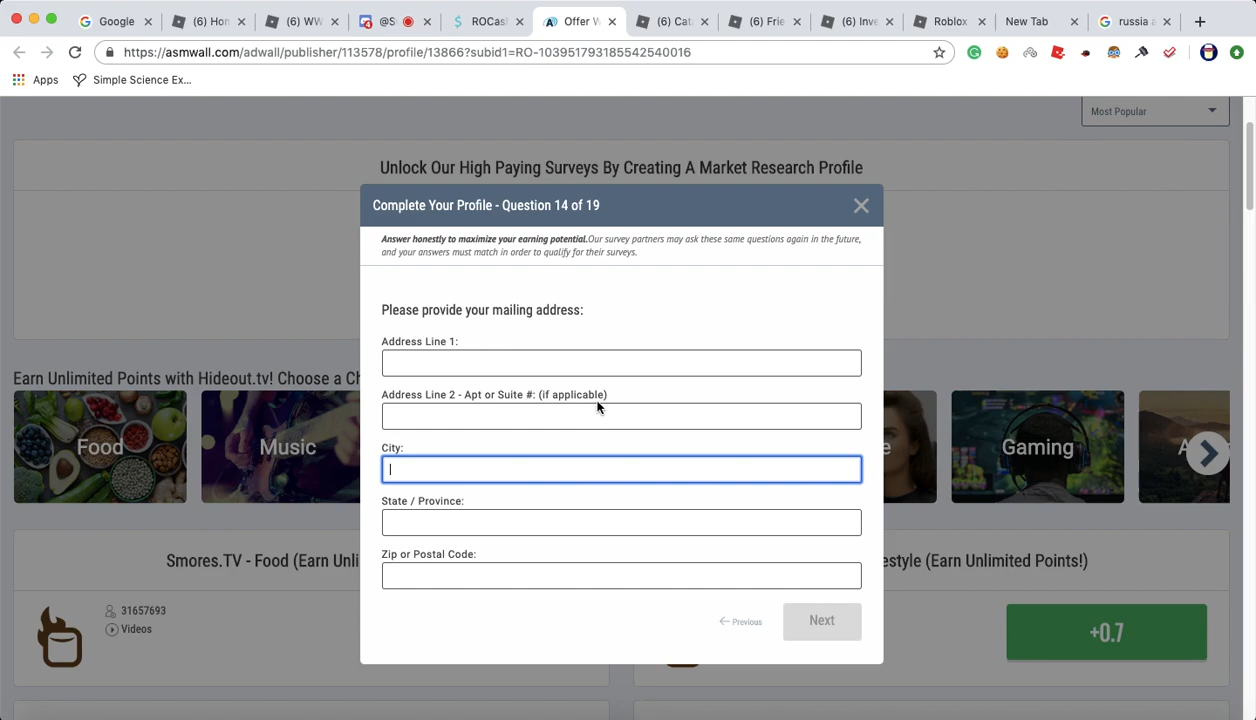 Google
(6) Hon
(6) WW
@S
ROCas
Offer W
(6) Cat
(6) Frie
(6) Inve
Roblox
New Tab
russia a
https://asmwall.com/adwall/publisher/113578/profile/13866?subid1=RO-103951793185542540016
Apps
Simple Science Ex...
Most Popular
Unlock Our High Paying Surveys By Creating A Market Research Profile
Complete Your Profile - Question 14 of 19
Answer honestly to maximize your earning potential.Our survey partners may ask these same questions again in the future,
and your answers must match in order to qualify for their surveys.
Please provide your mailing address:
Address Line 1:
Address Line 2 - Apt or Suite #: (if applicable)
City:
State / Province:
Zip or Postal Code:
Previous
Next
Earn Unlimited Points with Hideout.tv! Choose a Ch
Food
Music
e
Gaming
A
Smores.TV - Food (Earn Unli
estyle (Earn Unlimited Points!)
31657693
Videos
+0.7